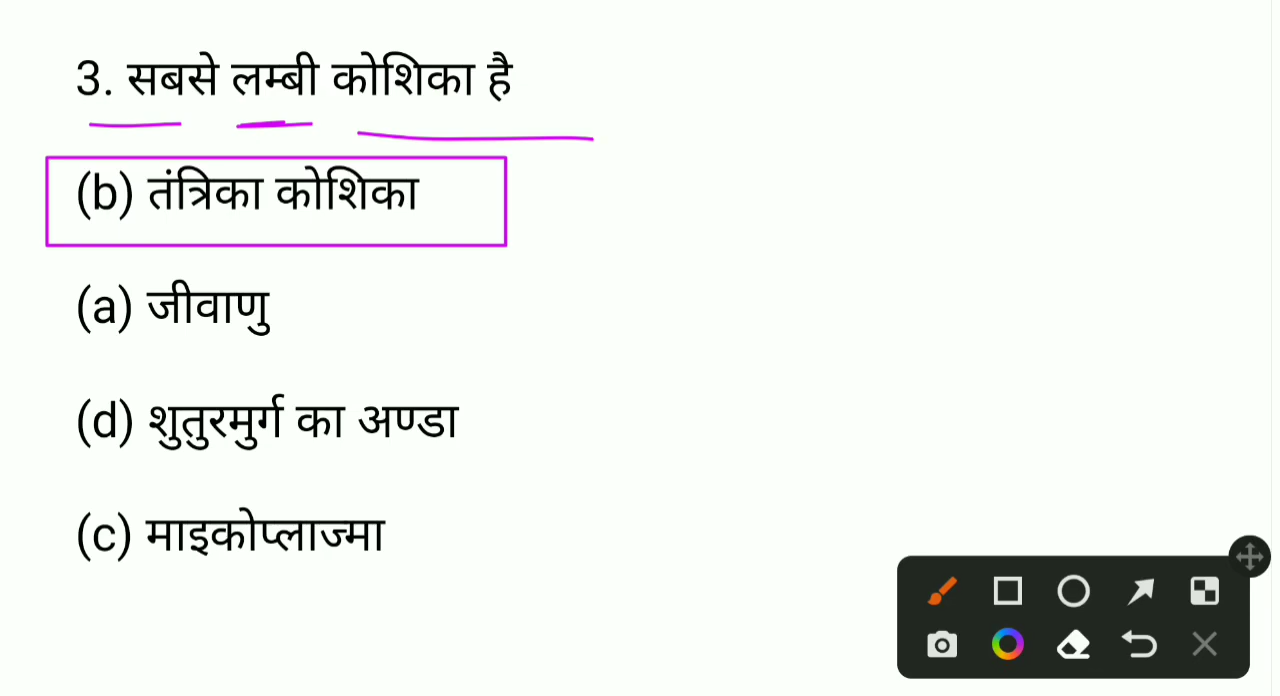 3. सबसे लम्बी कोशिका है
(b) तंत्रिका कोशिका
(a) जीवाणु
(d) शुतुरमुर्ग का अण्डा
(c) माइकोप्लाज्मा